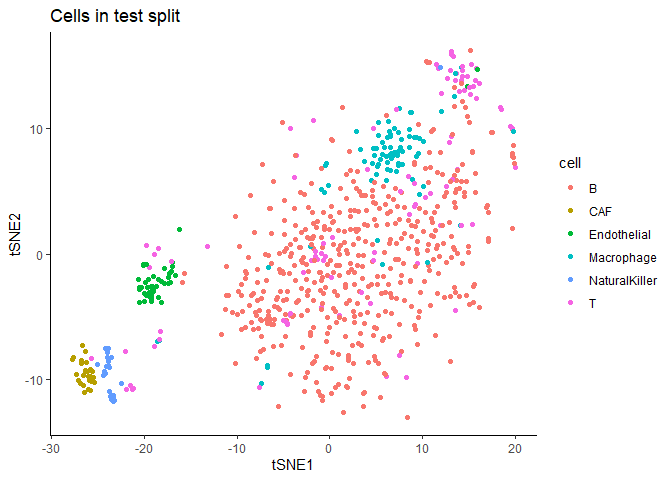 Cells in test split
tSNE2
10
0
-10
-30
-20
-10
0
10
20
tSNE1
cell
B
CAF
Endothelial
Macrophage
NaturalKiller
T